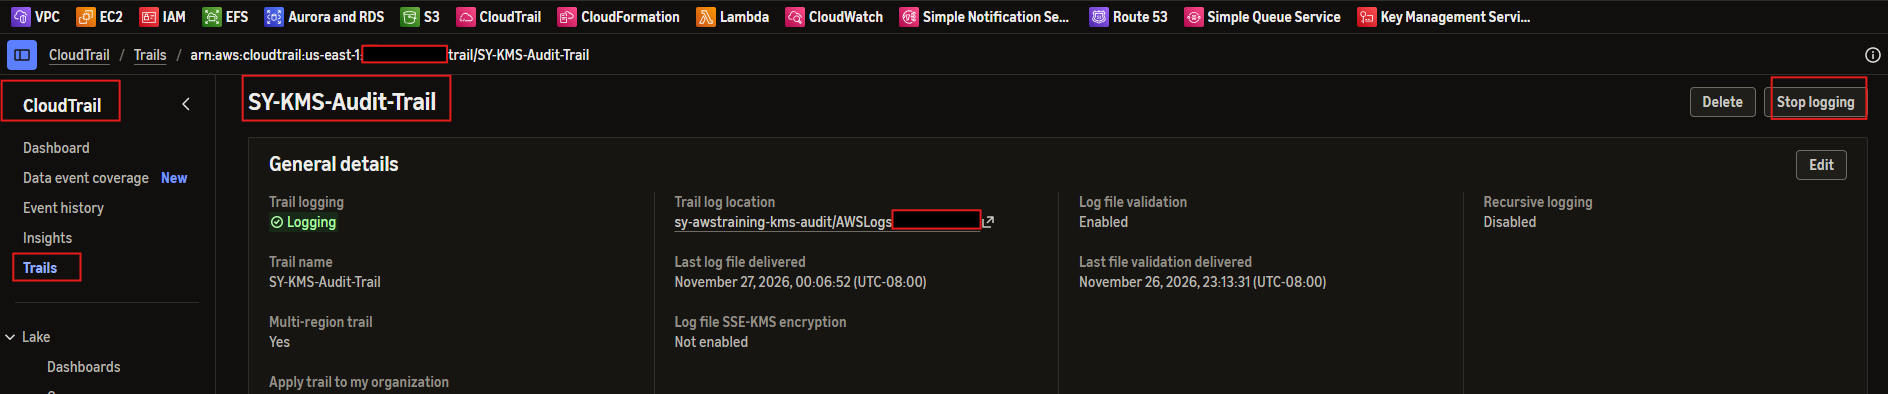 VPC EC2 IAM EFS Aurora and RDS S3 CloudTrail CloudFormation Lambda CloudWatch Simple Notification Se... Route 53 Simple Queue Service Key Management Servi...
CloudTrail / Trails / arn:aws:cloudtrail:us-east-1: trail/SY-KMS-Audit-Trail
CloudTrail
Dashboard
Data event coverage New
Event history
Insights
Trails
Lake
Dashboards
SY-KMS-Audit-Trail
Delete Stop logging
General details
Edit
Trail logging
Logging
Trail name
SY-KMS-Audit-Trail
Multi-region trail
Yes
Apply trail to my organization
Trail log location
sy-awstraining-kms-audit/AWSLogs
Last log file delivered
November 27, 2026, 00:06:52 (UTC-08:00)
Log file SSE-KMS encryption
Not enabled
Log file validation
Enabled
Last file validation delivered
November 26, 2026, 23:13:31 (UTC-08:00)
Recursive logging
Disabled